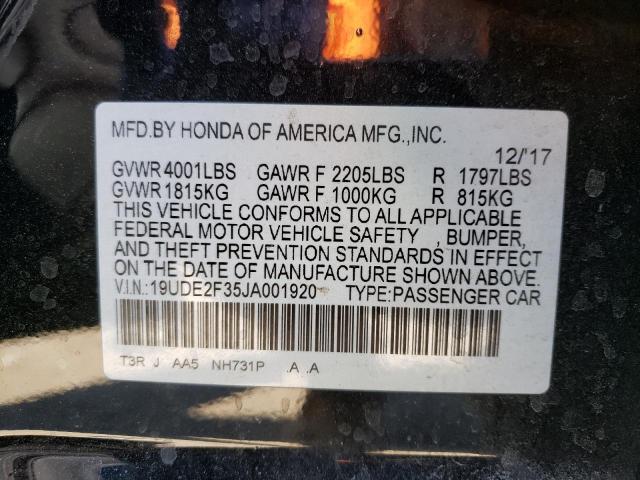 MFD.BY HONDA OF AMERICA MFG.,INC.
12/'17
GVWR 4001LBS GAWR F 2205LBS R 1797LBS
GVWR 1815KG GAWR F 1000KG R 815KG
THIS VEHICLE CONFORMS TO ALL APPLICABLE
FEDERAL MOTOR VEHICLE SAFETY , BUMPER,
AND THEFT PREVENTION STANDARDS IN EFFECT
ON THE DATE OF MANUFACTURE SHOWN ABOVE.
V.I.N.: 19UDE2F35JA001920 TYPE:PASSENGER CAR
T3R J AA5 NH731P .A .A